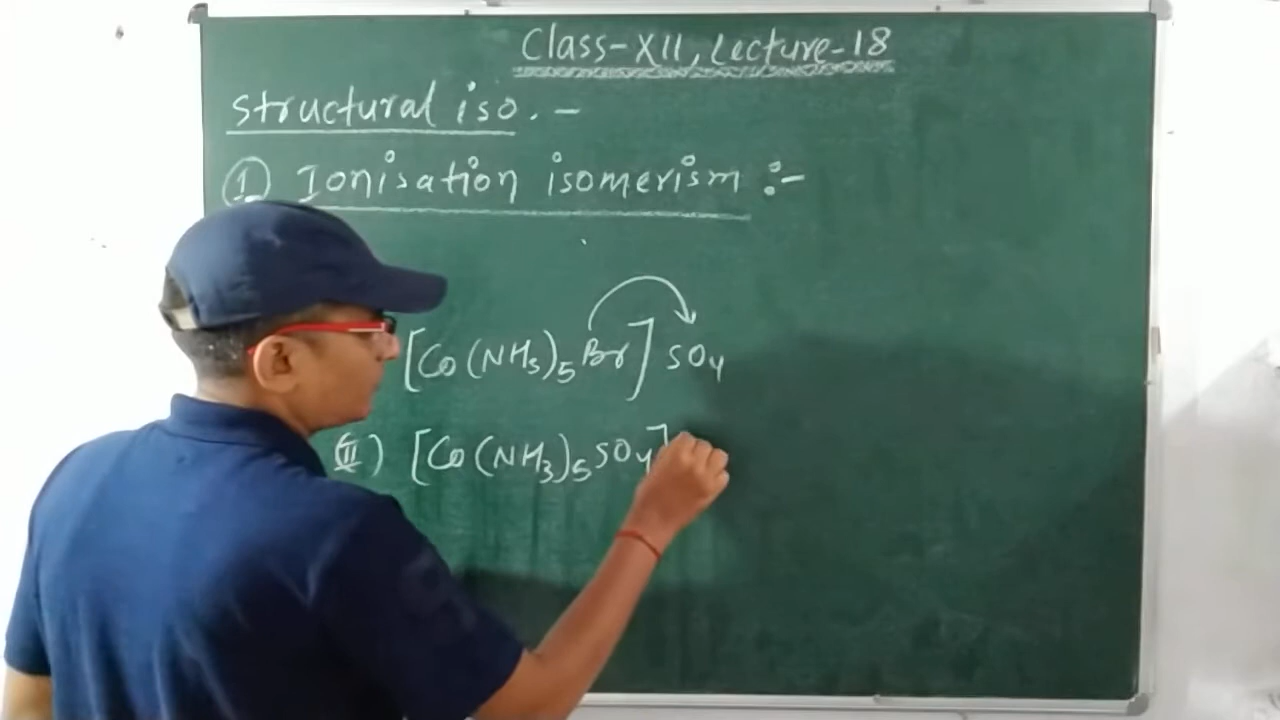 Class-XII, Lecture-18
structural iso. -
① Ionisation isomerism :-
[Co(NH3)5Br] SO4
(II) [Co(NH3)5SO4]